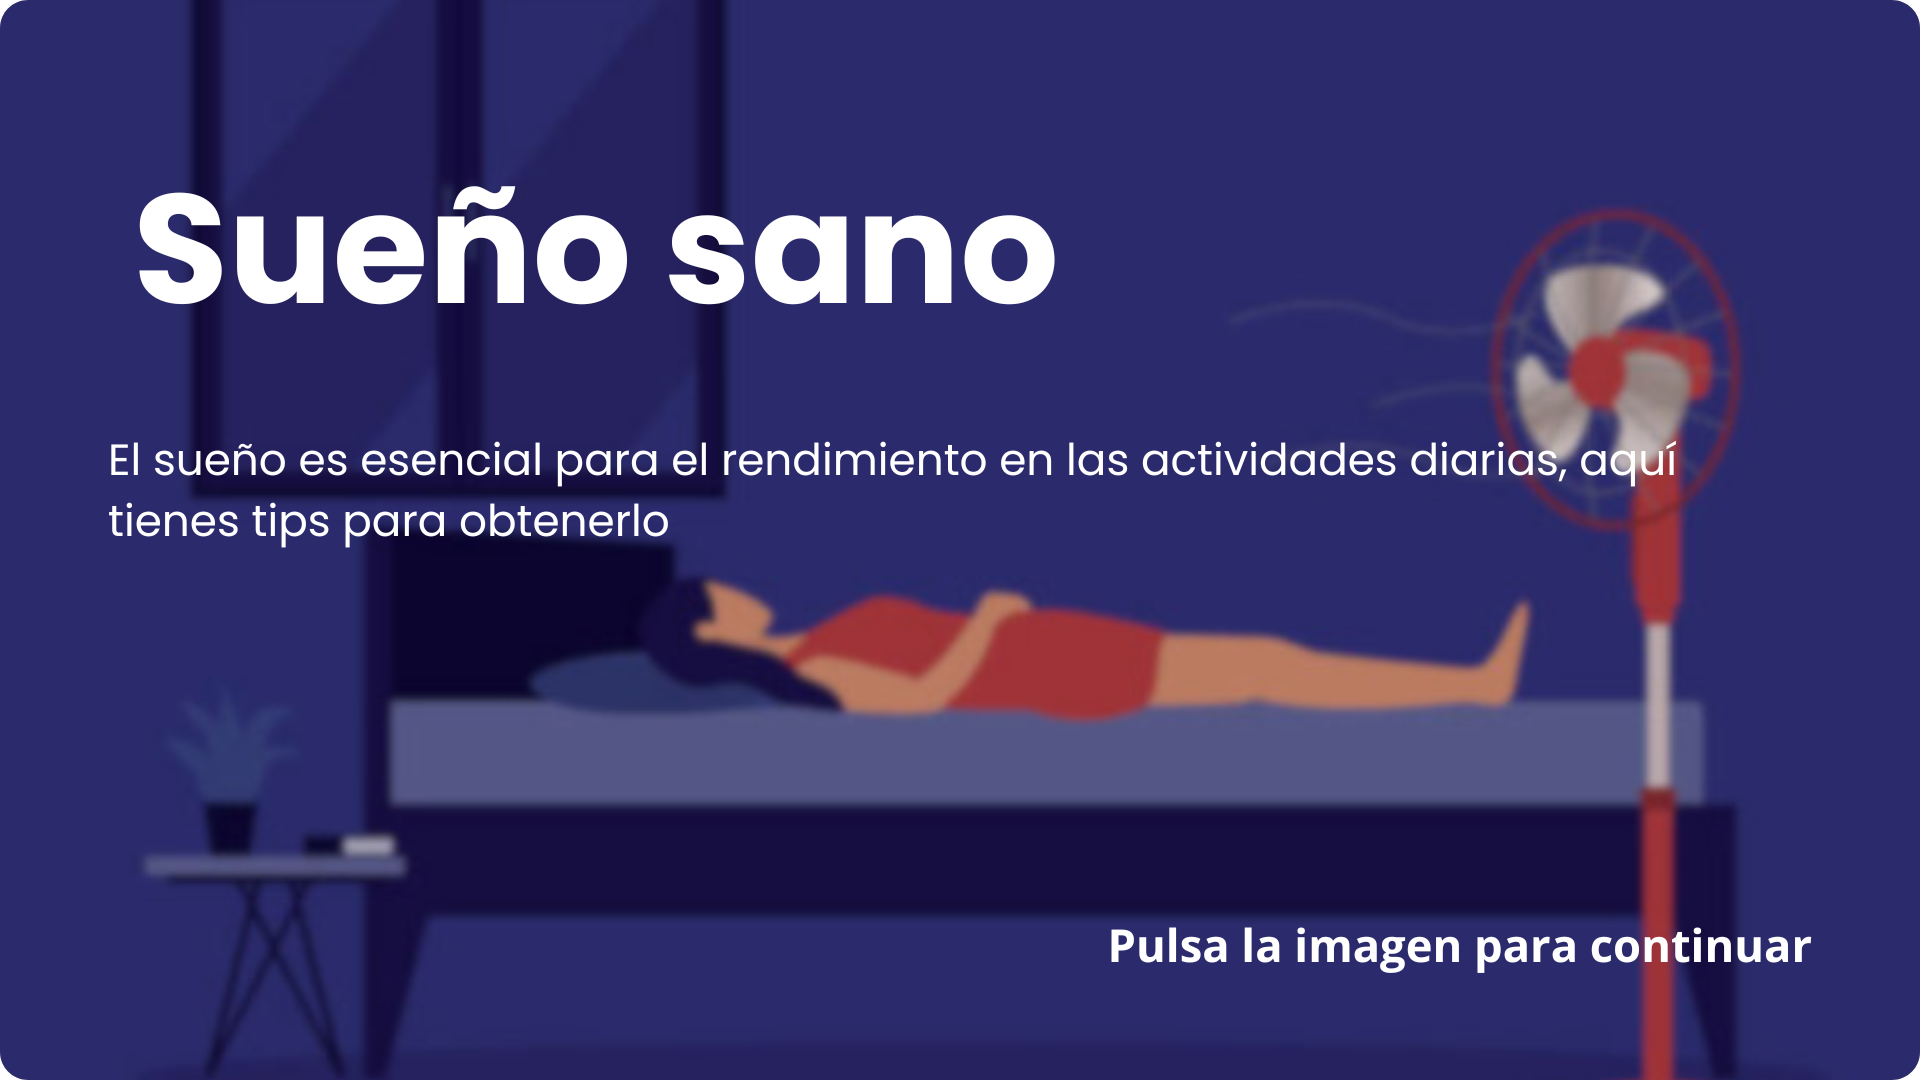 Sueño sano
El sueño es esencial para el rendimiento en las actividades diarias, aquí
tienes tips para obtenerlo
Pulsa la imagen para continuar